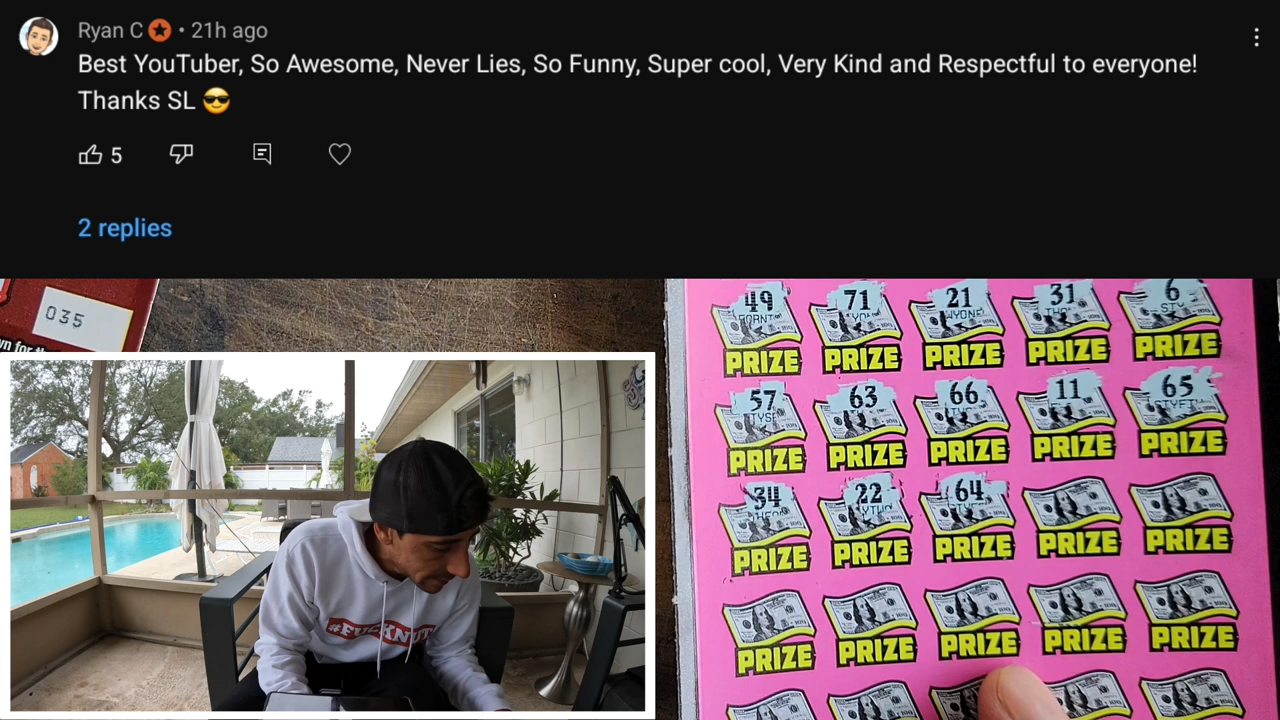 Ryan C • 21h ago
Best YouTuber, So Awesome, Never Lies, So Funny, Super cool, Very Kind and Respectful to everyone!
Thanks SL 😎
5
2 replies
035
49 71 21 31 6
PRIZE PRIZE PRIZE PRIZE PRIZE
57 63 66 11 65
PRIZE PRIZE PRIZE PRIZE PRIZE
34 22 64
PRIZE PRIZE PRIZE PRIZE PRIZE
PRIZE PRIZE PRIZE PRIZE PRIZE